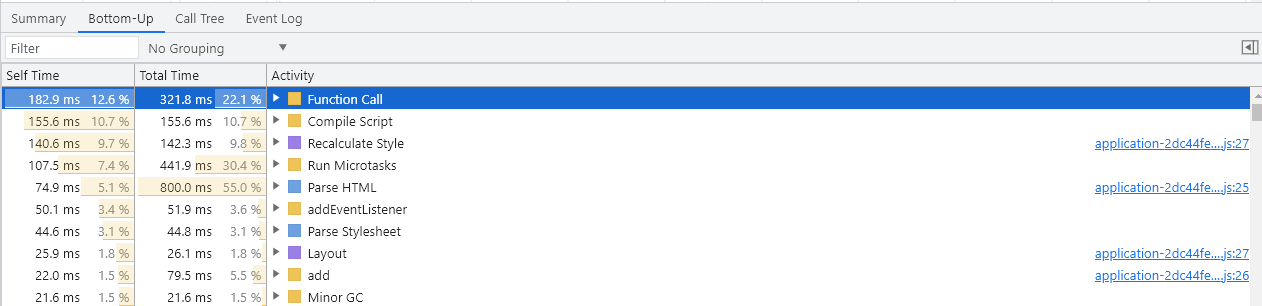 Summary Bottom-Up Call Tree Event Log
Filter No Grouping
Self Time Total Time Activity
182.9 ms 12.6 % 321.8 ms 22.1 % Function Call
155.6 ms 10.7 % 155.6 ms 10.7 % Compile Script
140.6 ms 9.7 % 142.3 ms 9.8 % Recalculate Style application-2dc44fe….js:27
107.5 ms 7.4 % 441.9 ms 30.4 % Run Microtasks
74.9 ms 5.1 % 800.0 ms 55.0 % Parse HTML application-2dc44fe….js:25
50.1 ms 3.4 % 51.9 ms 3.6 % addEventListener
44.6 ms 3.1 % 44.8 ms 3.1 % Parse Stylesheet
25.9 ms 1.8 % 26.1 ms 1.8 % Layout application-2dc44fe….js:27
22.0 ms 1.5 % 79.5 ms 5.5 % add application-2dc44fe….js:26
21.6 ms 1.5 % 21.6 ms 1.5 % Minor GC